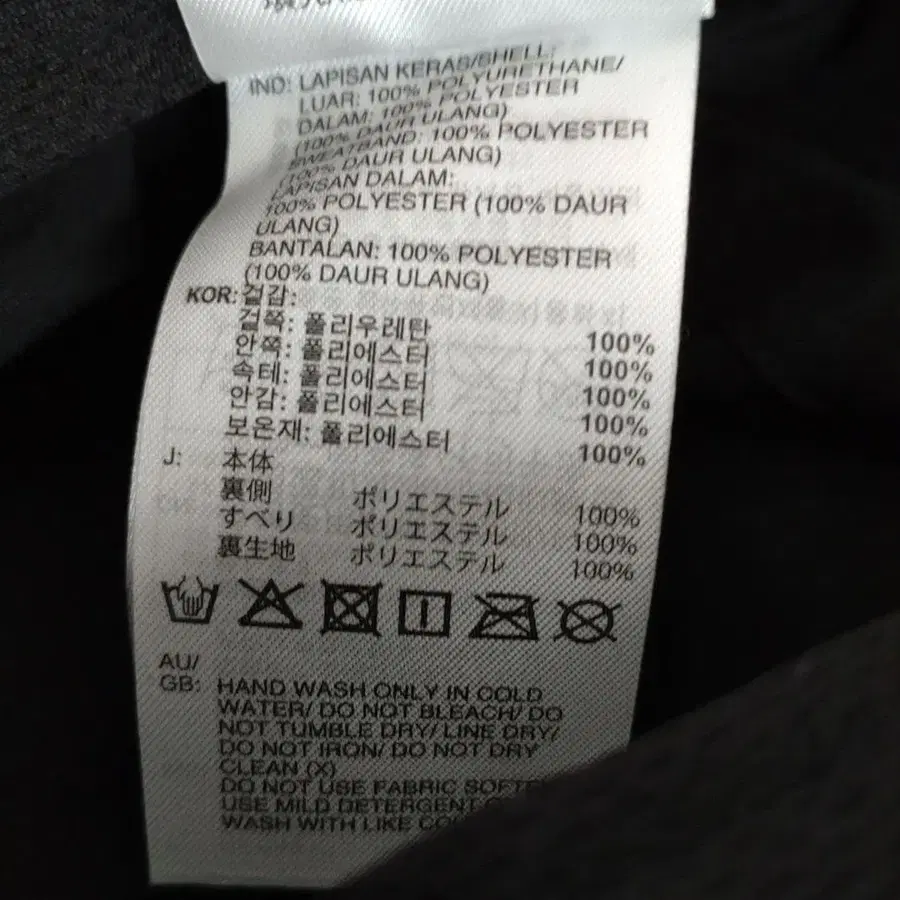 IND: LAPISAN KERAS/SHELL:
LUAR: 100% POLYURETHANE/
DALAM: 100% POLYESTER
(100% DAUR ULANG)
SWEATBAND: 100% POLYESTER
(100% DAUR ULANG)
LAPISAN DALAM:
100% POLYESTER (100% DAUR
ULANG)
BANTALAN: 100% POLYESTER
(100% DAUR ULANG)
KOR: 겉감:
겉쪽: 폴리우레탄 100%
안쪽: 폴리에스터 100%
속테: 폴리에스터 100%
안감: 폴리에스터 100%
보온재: 폴리에스터 100%
J: 本体
裏側 ポリエステル 100%
すべり ポリエステル 100%
裏生地 ポリエステル 100%
AU/
GB: HAND WASH ONLY IN COLD
WATER/ DO NOT BLEACH/ DO
NOT TUMBLE DRY/ LINE DRY/
DO NOT IRON/ DO NOT DRY
CLEAN (X)
DO NOT USE FABRIC
USE MILD DETERGENT
WASH WITH LIKE